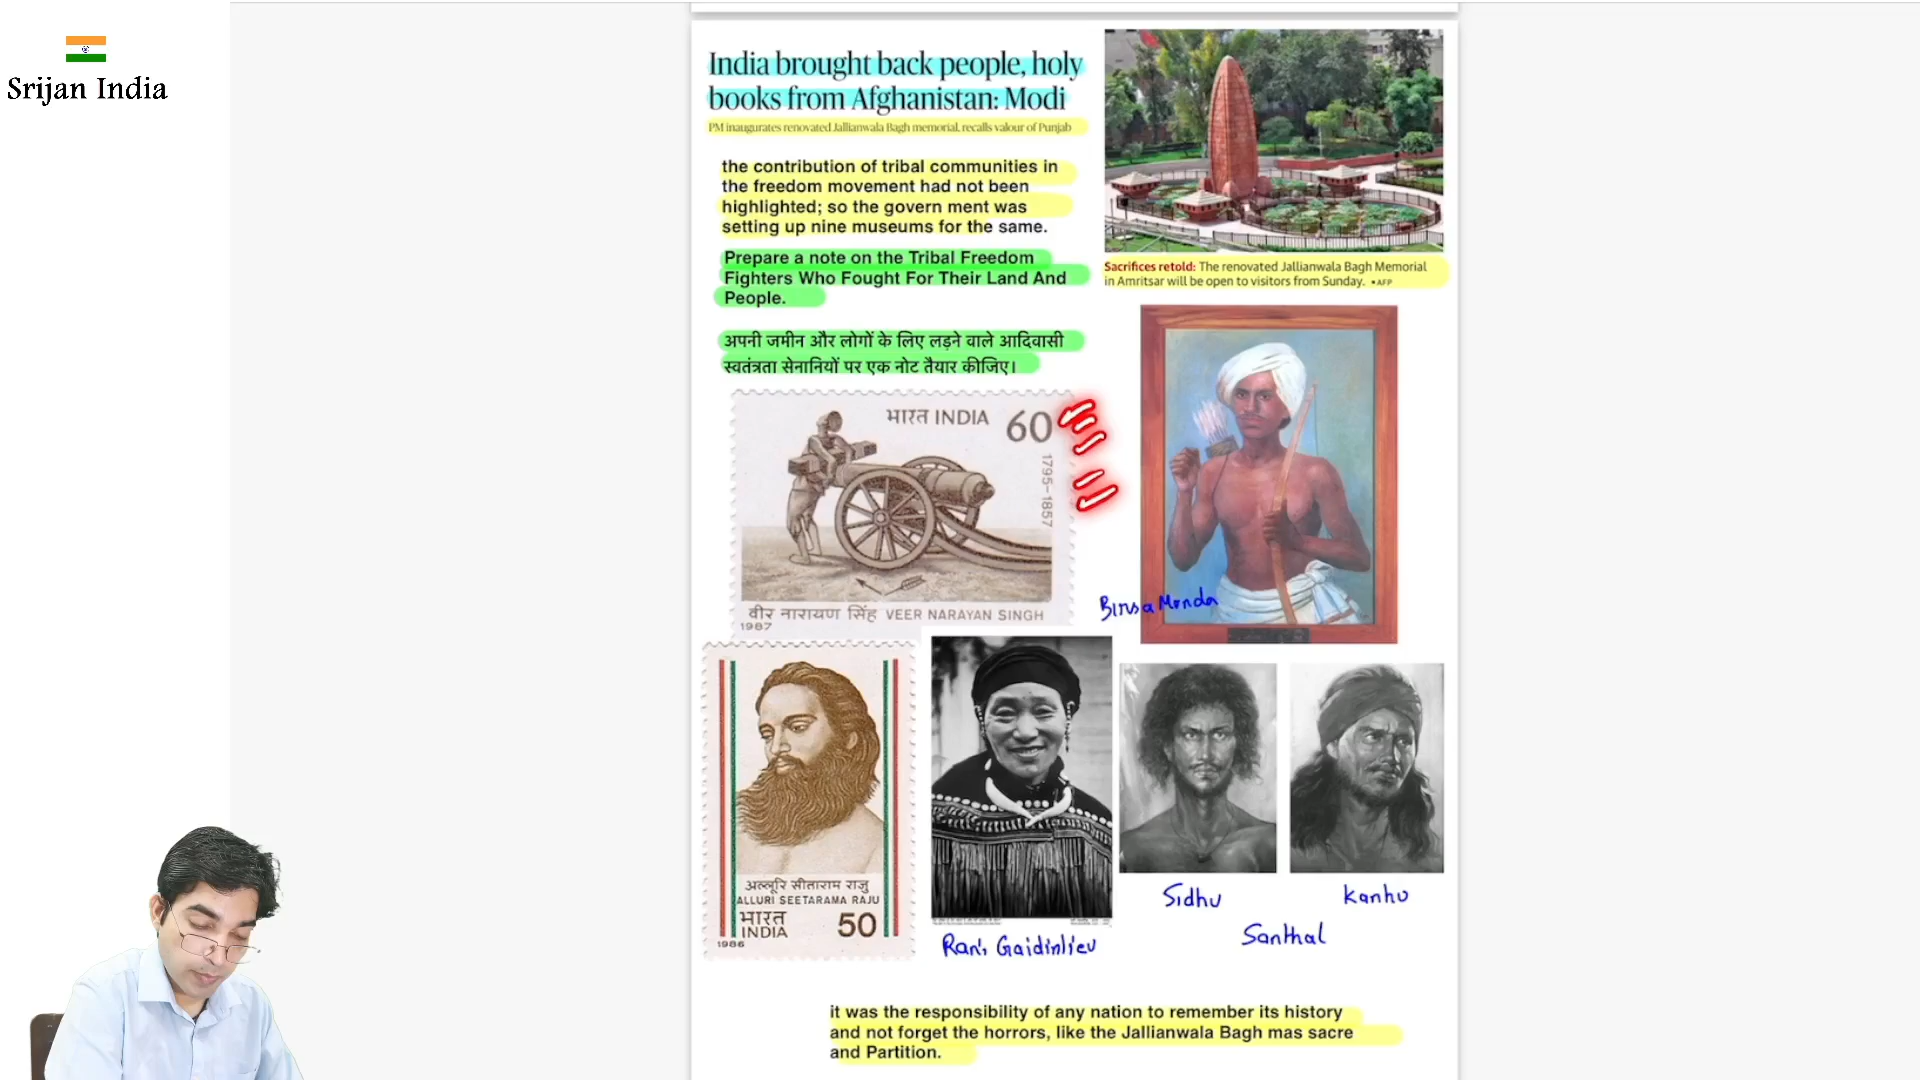 Srijan India
India brought back people, holy
books from Afghanistan: Modi
PM inaugurates renovated Jallianwala Bagh memorial, recalls valour of Punjab
the contribution of tribal communities in
the freedom movement had not been
highlighted; so the govern ment was
setting up nine museums for the same.
Prepare a note on the Tribal Freedom
Fighters Who Fought For Their Land And
People.
अपनी जमीन और लोगों के लिए लड़ने वाले आदिवासी
स्वतंत्रता सेनानियों पर एक नोट तैयार कीजिए।
Sacrifices retold: The renovated Jallianwala Bagh Memorial
in Amritsar will be open to visitors from Sunday. • AFP
भारत INDIA 60
1795-1857
वीर नारायण सिंह VEER NARAYAN SINGH
1987
Birsa Munda
अल्लूरि सीताराम राजु
ALLURI SEETARAMA RAJU
भारत
INDIA 50
1986
Rani Gaidinlieu
Sidhu
Kanhu
Santhal
it was the responsibility of any nation to remember its history
and not forget the horrors, like the Jallianwala Bagh mas sacre
and Partition.